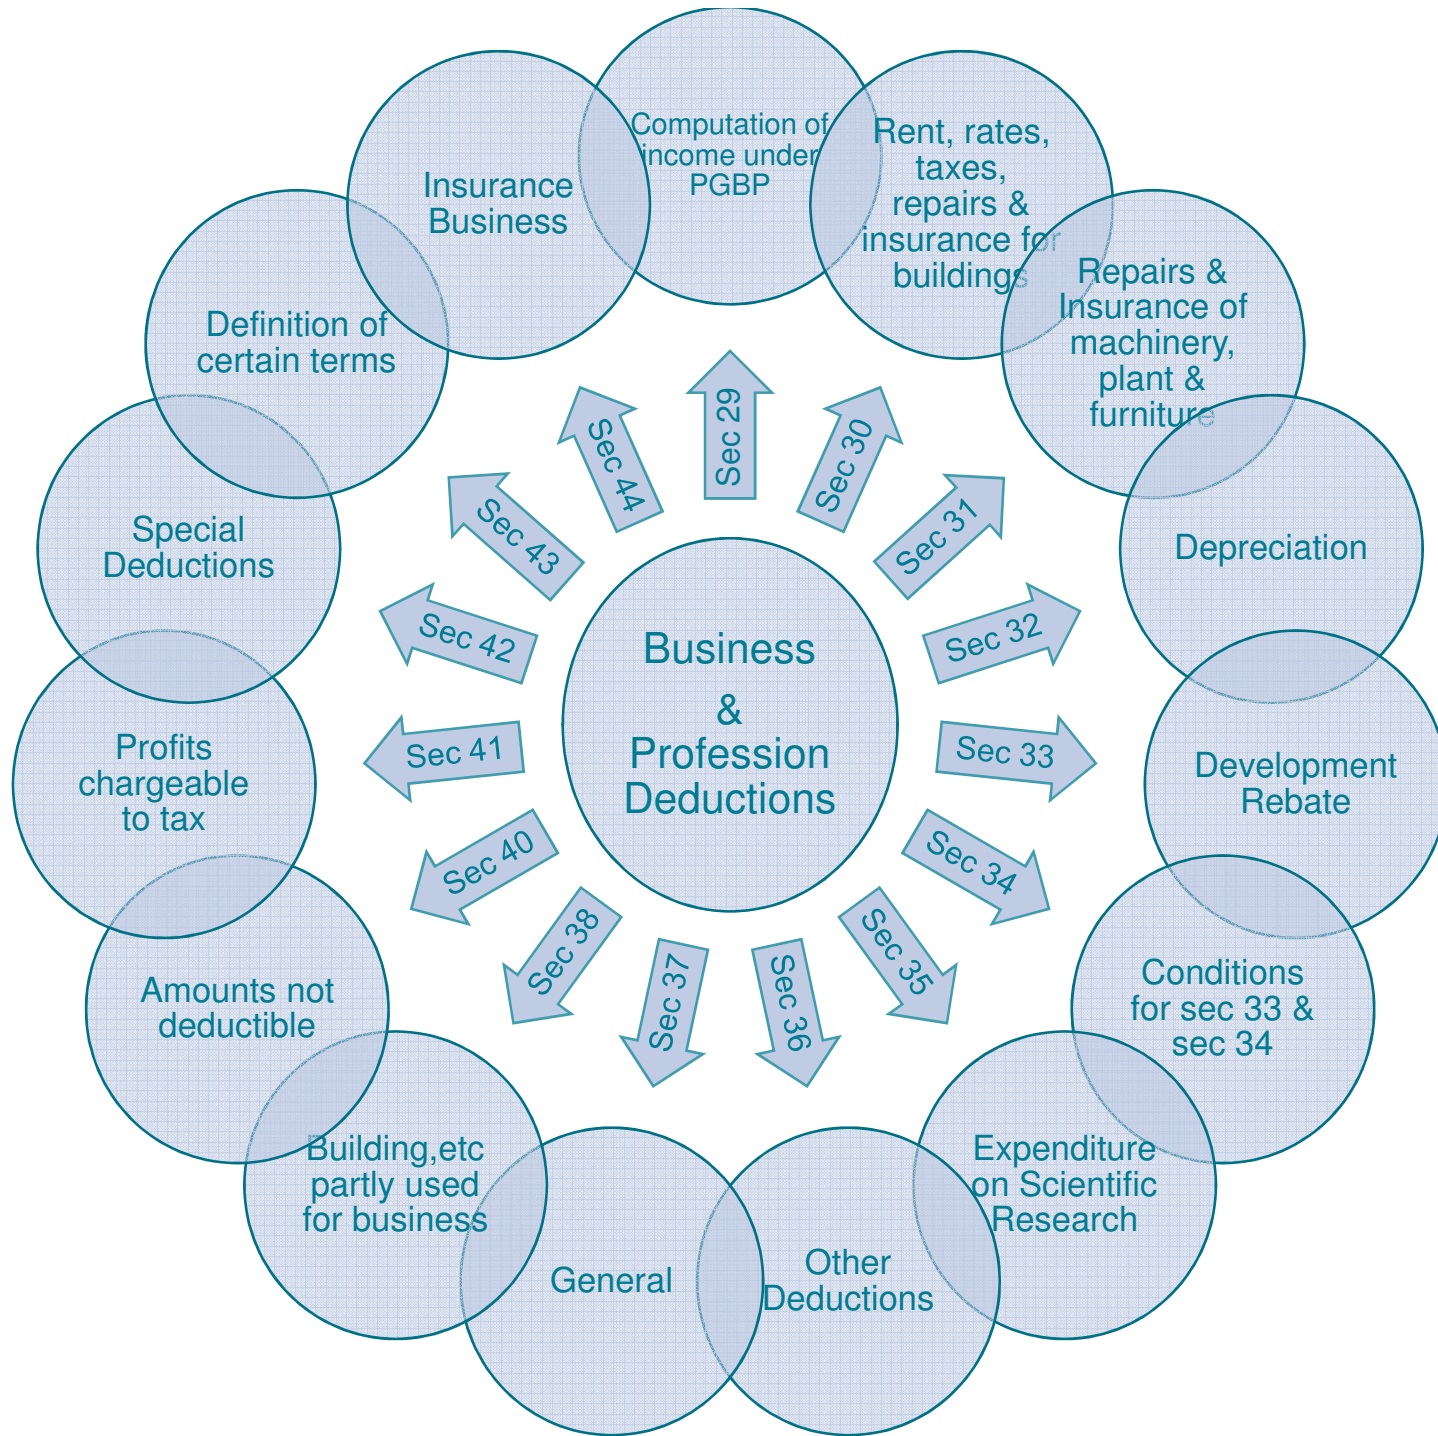 Computation of
income under
PGBP
Rent, rates,
taxes,
repairs &
insurance for
buildings
Repairs &
Insurance of
machinery,
plant &
furniture
Depreciation
Development
Rebate
Conditions
for sec 33 &
sec 34
Expenditure
on Scientific
Research
Other
Deductions
General
Building,etc
partly used
for business
Amounts not
deductible
Profits
chargeable
to tax
Special
Deductions
Definition of
certain terms
Insurance
Business
Sec 29
Sec 30
Sec 31
Sec 32
Sec 33
Sec 34
Sec 35
Sec 36
Sec 37
Sec 38
Sec 40
Sec 41
Sec 42
Sec 43
Sec 44
Business
&
Profession
Deductions